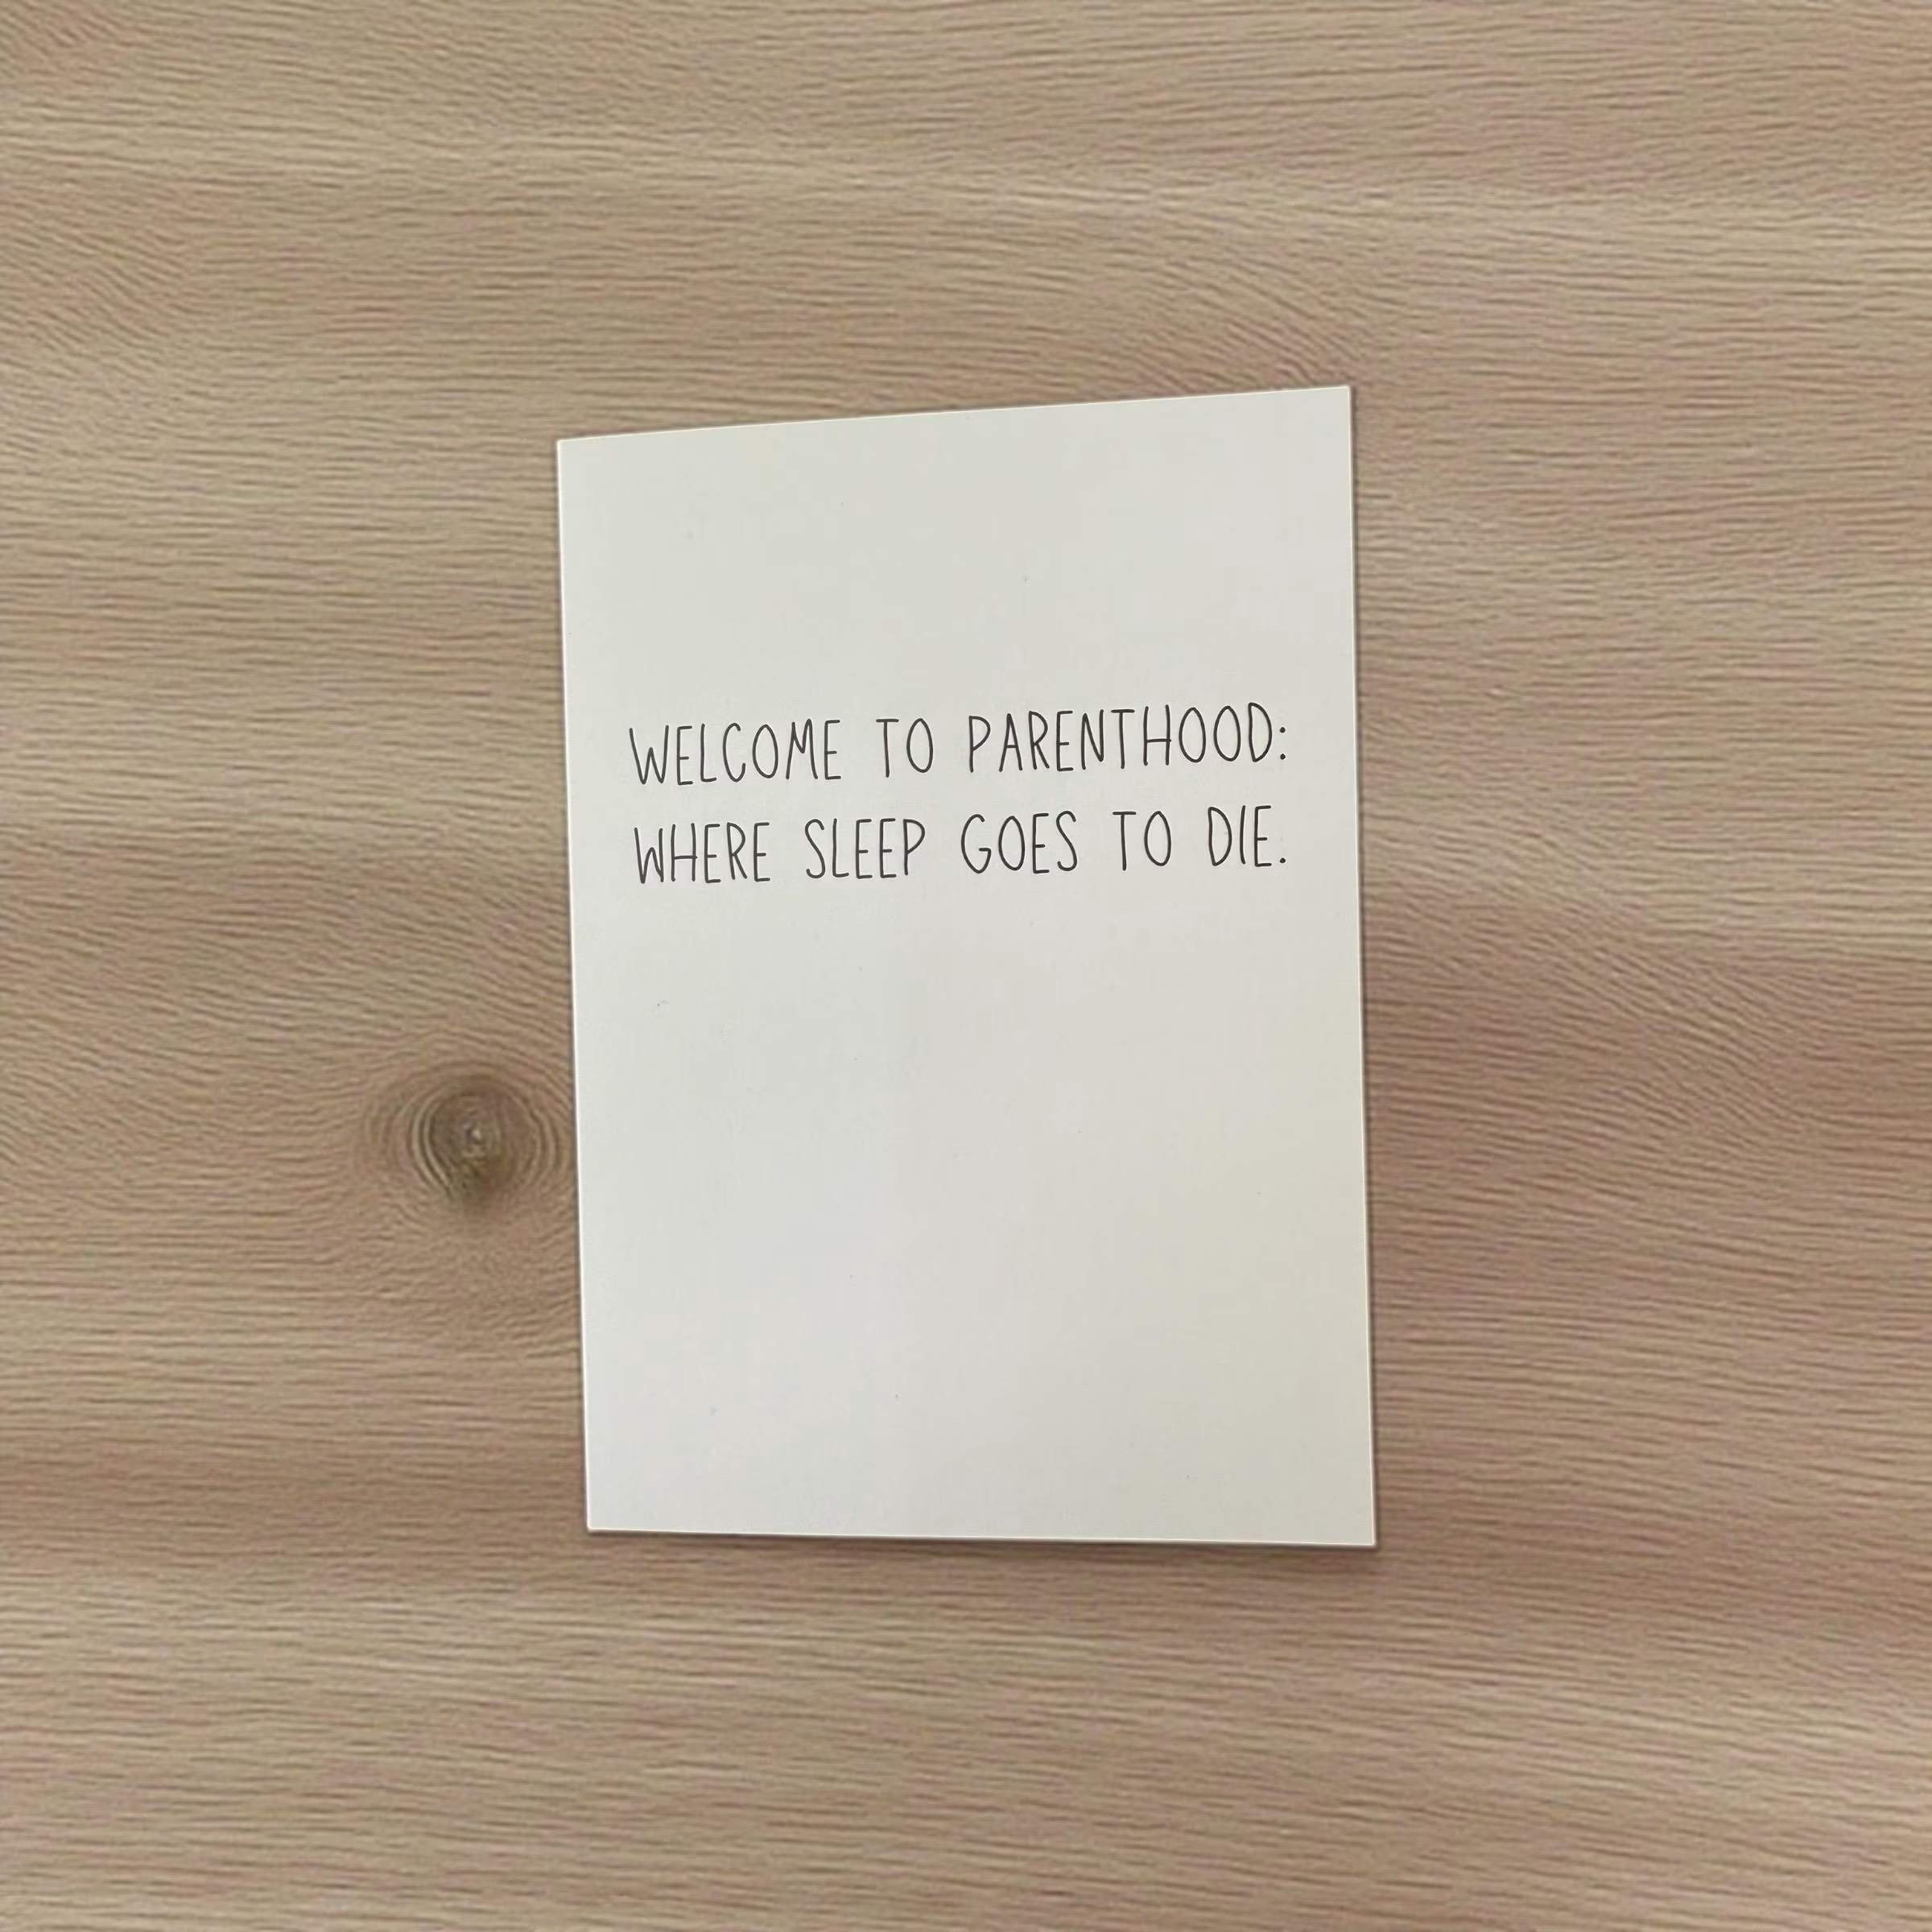 WELCOME TO PARENTHOOD:
WHERE SLEEP GOES TO DIE.